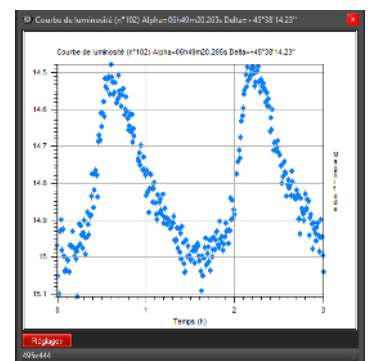 Courbe de luminosité (n°102) Alpha=06h49m20.265s Delta=+45°38'14.23"
Courbe de luminosité (n°102) Alpha=06h49m20.265s Delta=+45°38'14.23"
14.5
14.6
14.7
14.8
14.9
15
15.1
Magnitude
0
1
2
3
Temps (h)
Réglages
495x444